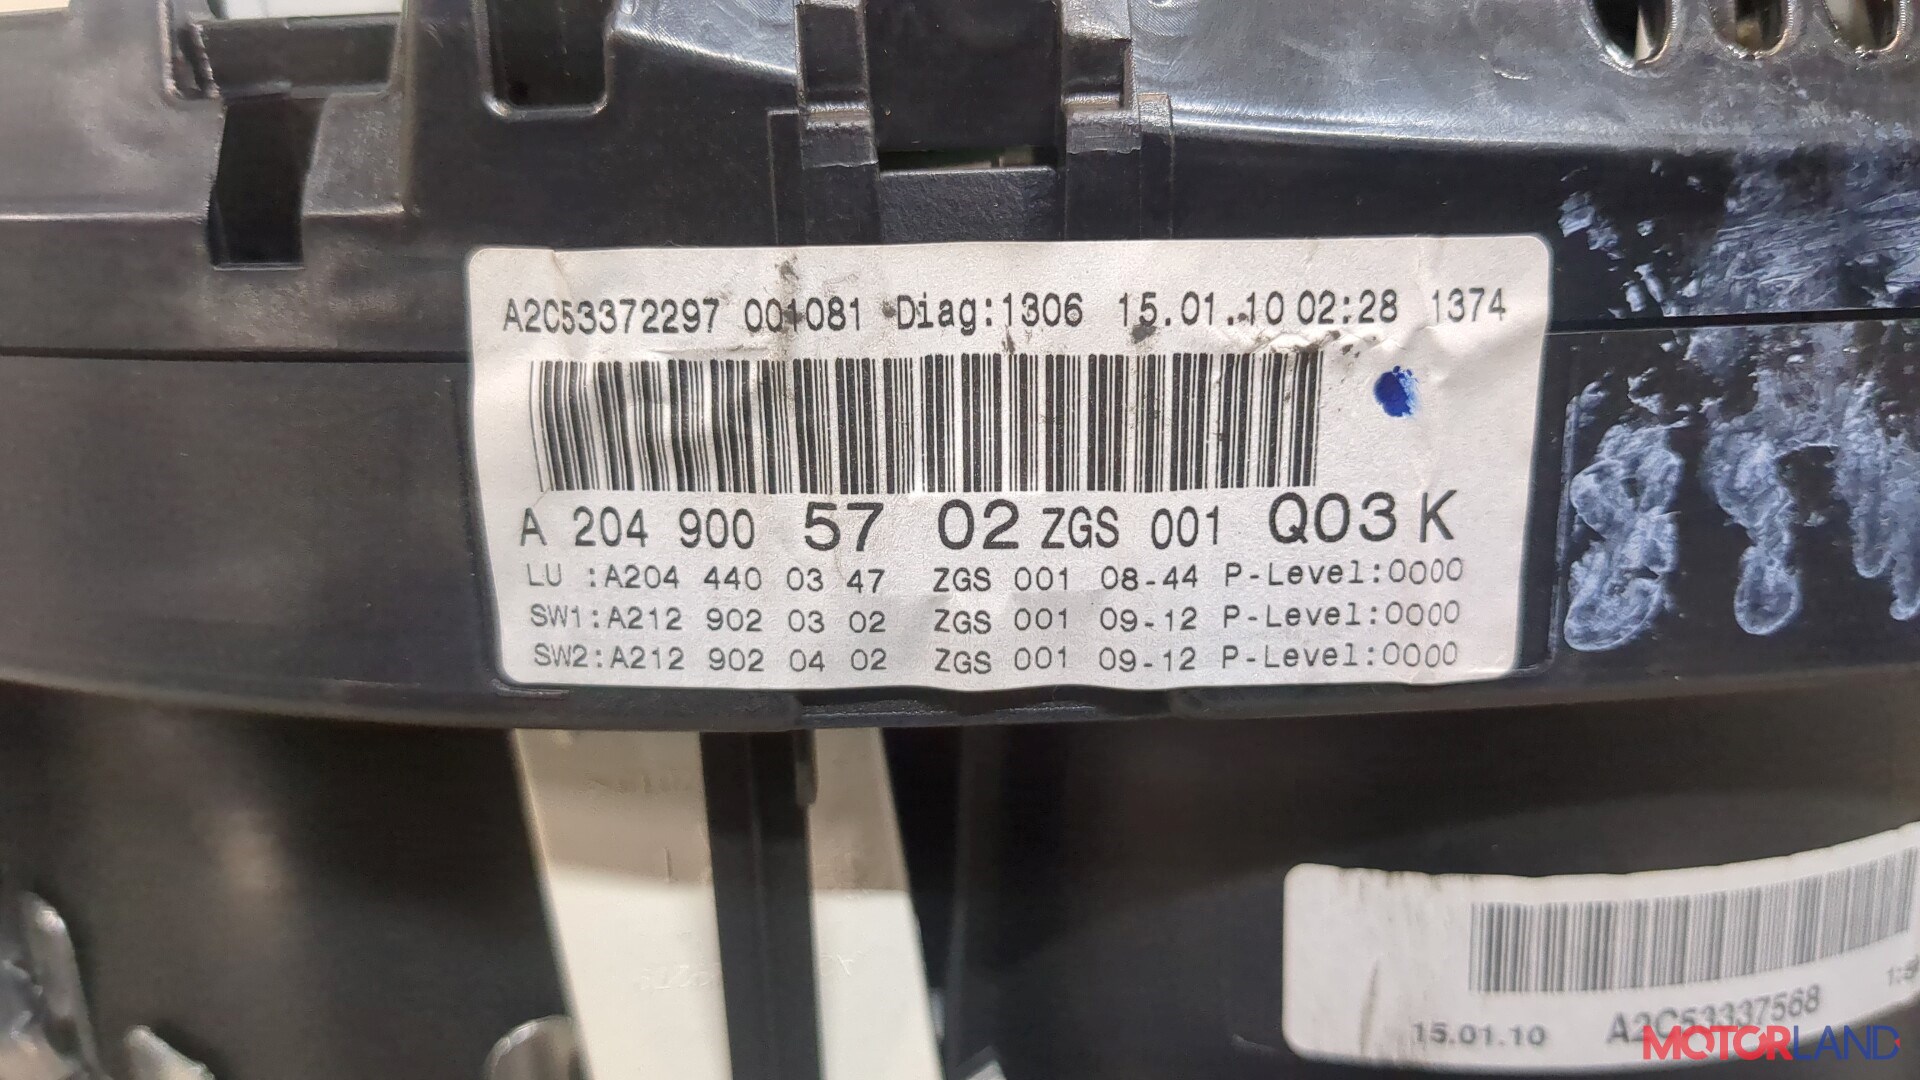 A2C53372297 001081 Diag:1306 15.01.10 02:28 1374
A 204 900 57 02 ZGS 001 Q03 K
LU :A204 440 03 47 ZGS 001 08-44 P-Level:0000
SW1:A212 902 03 02 ZGS 001 09-12 P-Level:0000
SW2:A212 902 04 02 ZGS 001 09-12 P-Level:0000
15.01.10 A2C53337568
MOTORLAND